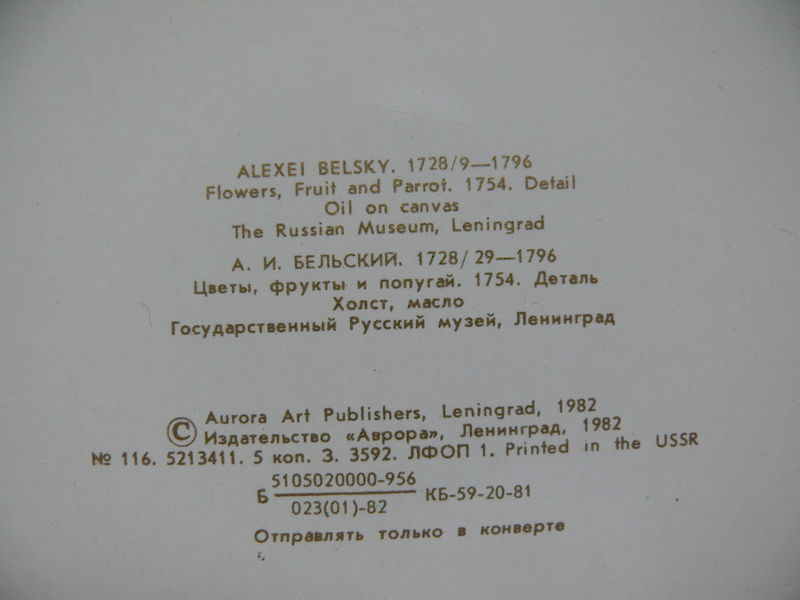 ALEXEI BELSKY. 1728/9—1796
Flowers, Fruit and Parrot. 1754. Detail
Oil on canvas
The Russian Museum, Leningrad
А. И. БЕЛЬСКИЙ. 1728/29—1796
Цветы, фрукты и попугай. 1754. Деталь
Холст, масло
Государственный Русский музей, Ленинград
© Aurora Art Publishers, Leningrad, 1982
Издательство «Аврора», Ленинград, 1982
№ 116. 5213411. 5 коп. З. 3592. ЛФОП 1. Printed in the USSR
Б 5105020000-956
023(01)-82 КБ-59-20-81
Отправлять только в конверте